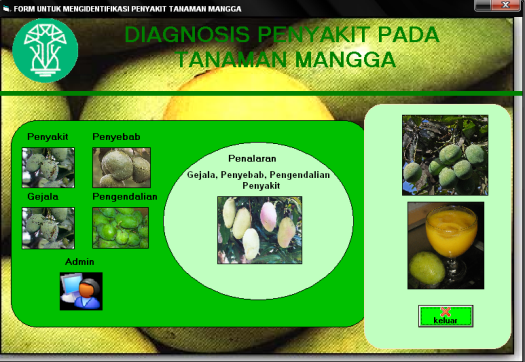 FORM UNTUK MENGIDENTIFIKASI PENYAKIT TANAMAN MANGGA
DIAGNOSIS PENYAKIT PADA
TANAMAN MANGGA
Penyakit
Penyebab
Gejala
Pengendalian
Admin
Penalaran
Gejala, Penyebab, Pengendalian
Penyakit
keluar